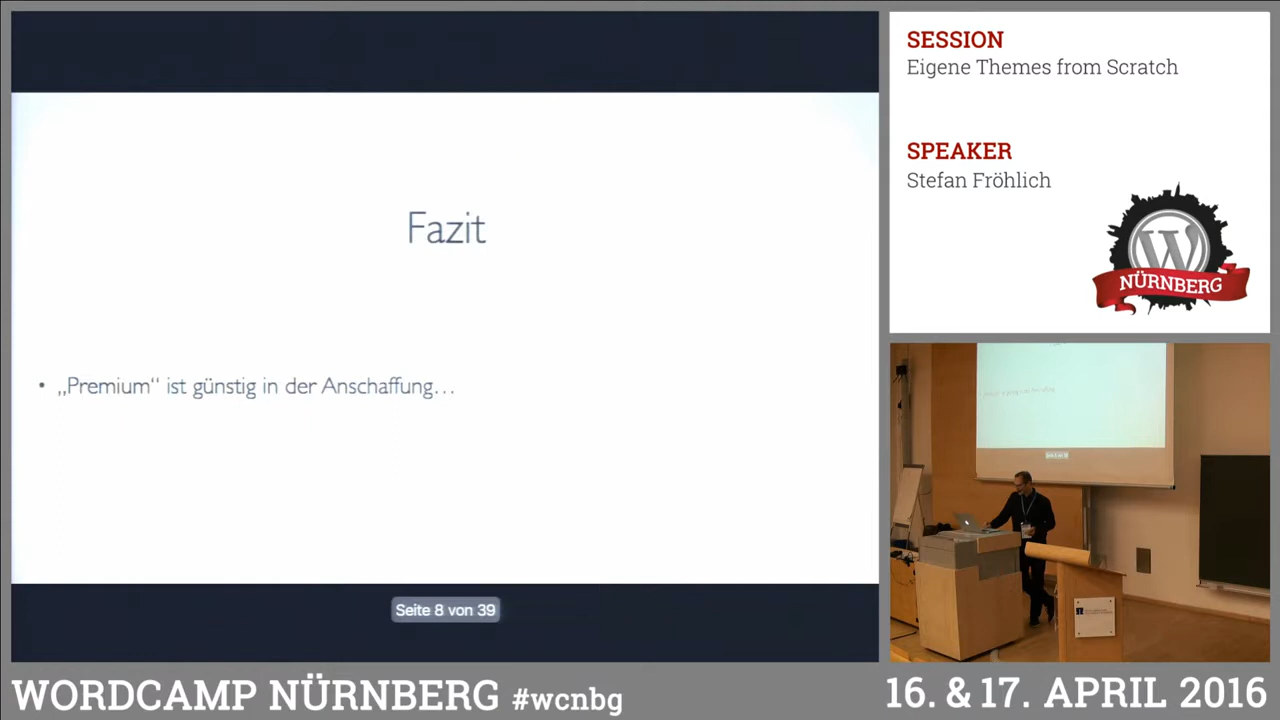 Fazit
• „Premium“ ist günstig in der Anschaffung…
Seite 8 von 39
SESSION
Eigene Themes from Scratch
SPEAKER
Stefan Fröhlich
W
NÜRNBERG
WORDCAMP NÜRNBERG #wcnbg
16. & 17. APRIL 2016